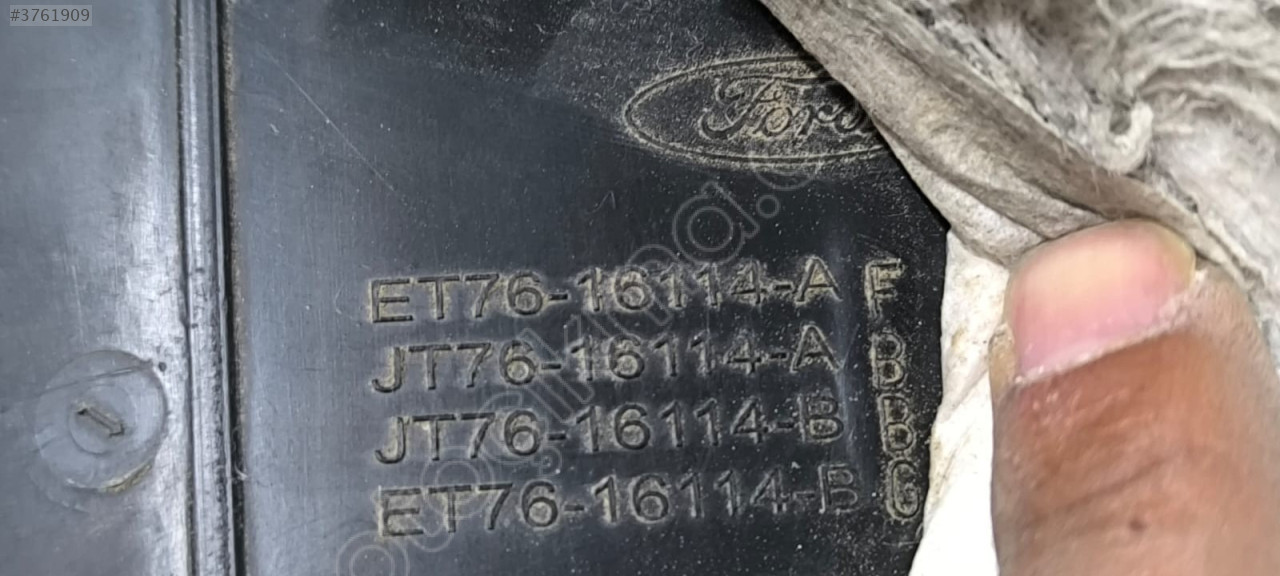 #3761909
Ford
ET76-16114-A F
JT76-16114-A B
JT76-16114-B B
ET76-16114-B G